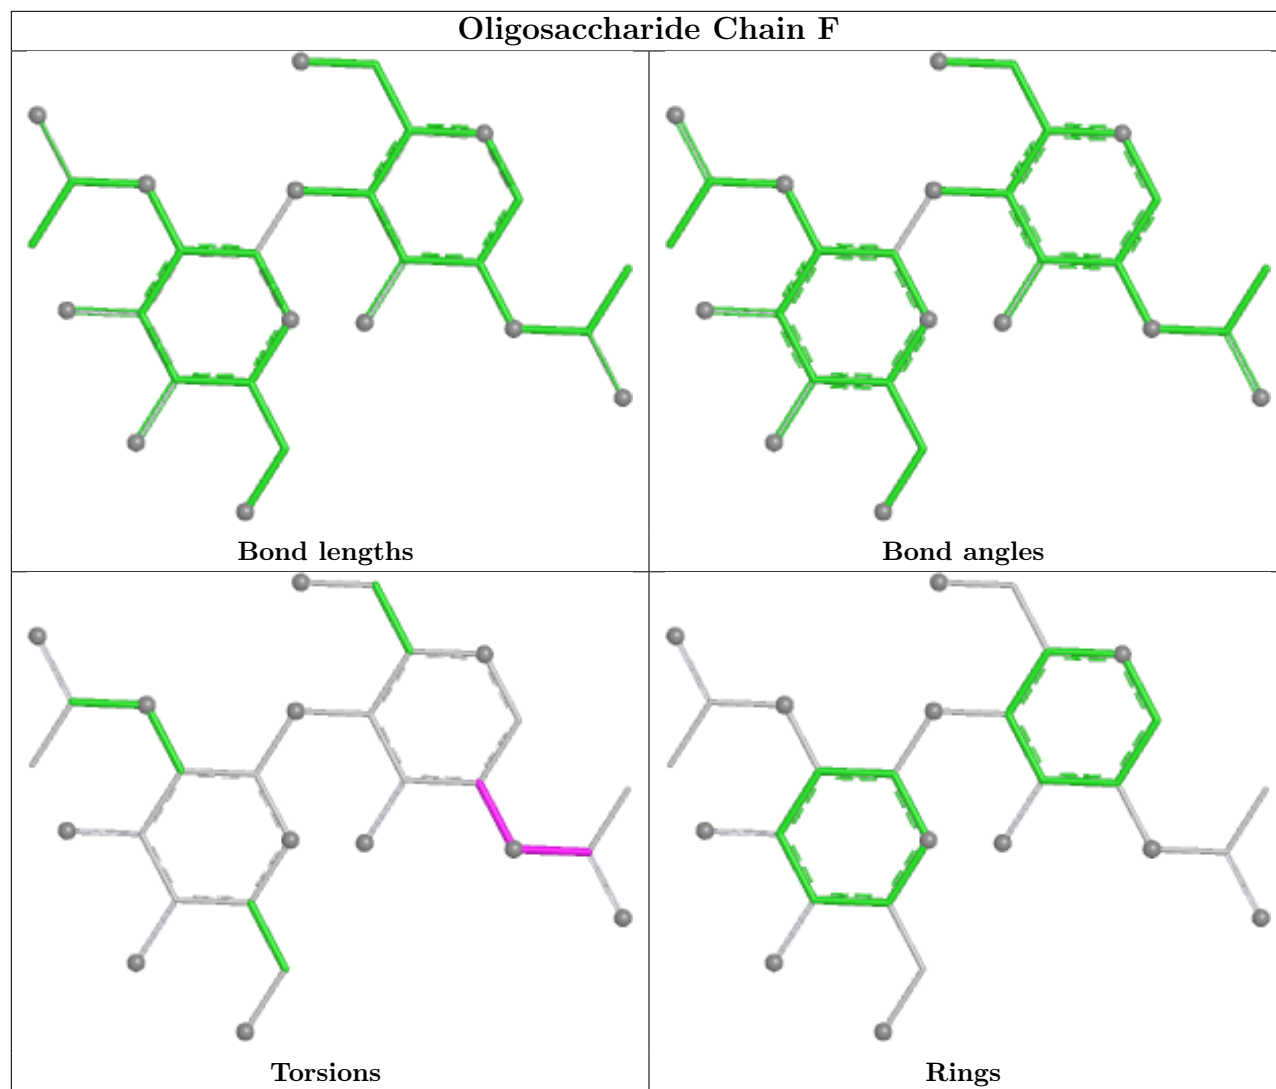 Oligosaccharide Chain F
Bond lengths
Bond angles
Torsions
Rings